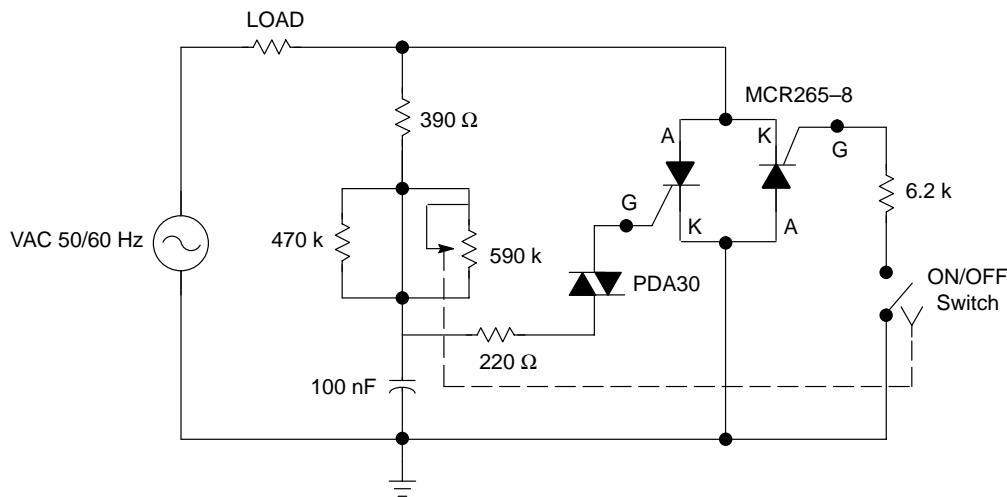 LOAD
MCR265–8
390 Ω
A
K
G
G
6.2 k
VAC 50/60 Hz
470 k
590 k
K
A
PDA30
ON/OFF
Switch
220 Ω
100 nF